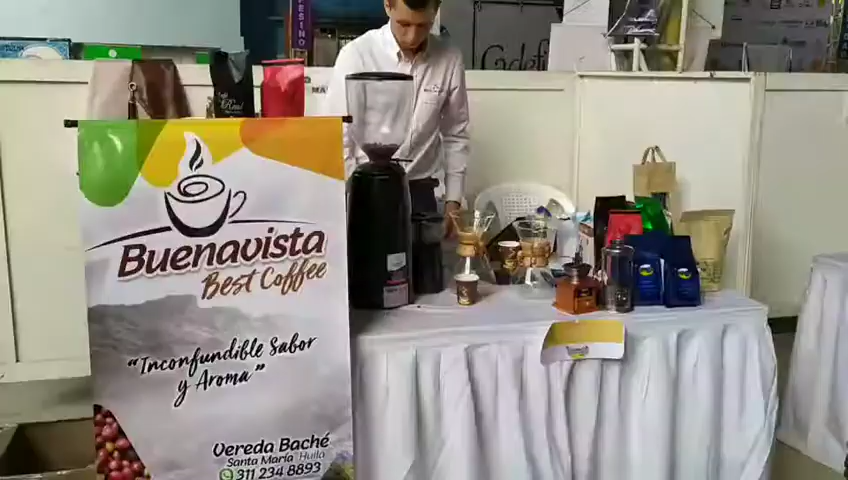 Buenavista
Best Coffee
"Inconfundible Sabor
y Aroma"
Vereda Baché
Santa María Huila
311 234 8893